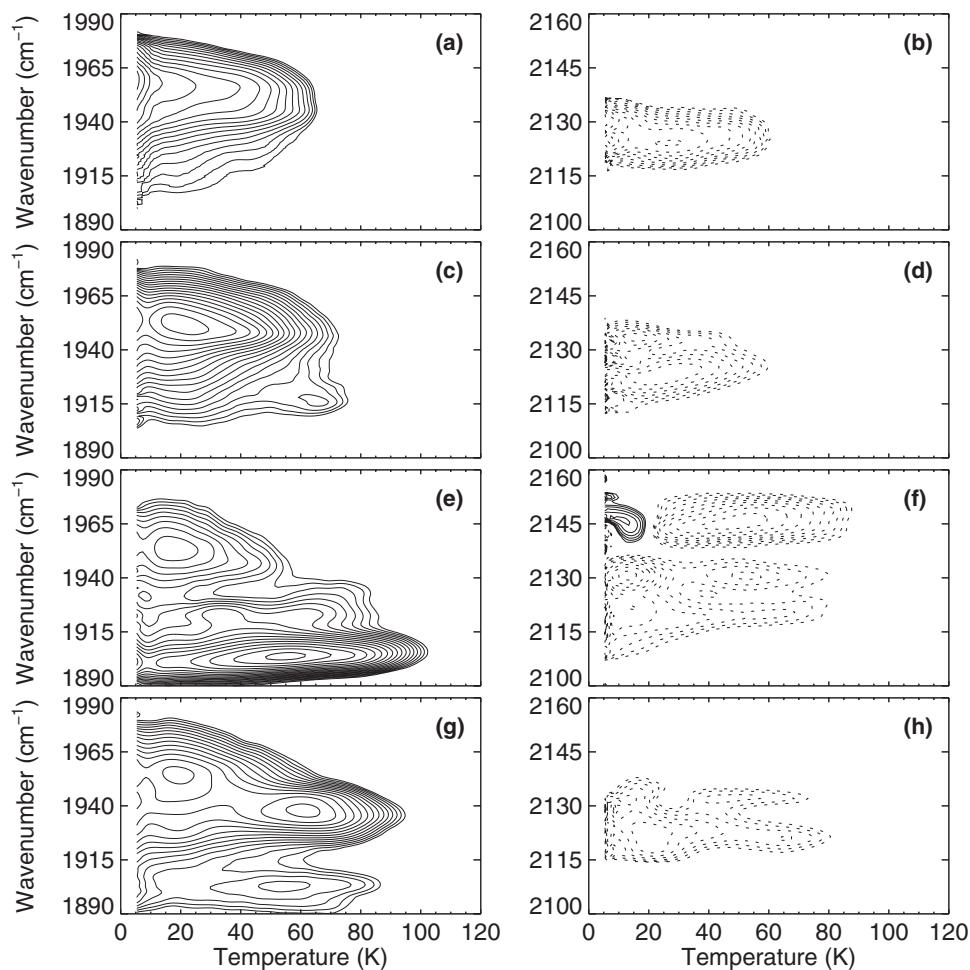 1990 2160
(a) (b)
Wavenumber (cm⁻¹) 1965 2145
1940 2130
1915 2115
1890 2100
1990 2160
(c) (d)
Wavenumber (cm⁻¹) 1965 2145
1940 2130
1915 2115
1890 2100
1990 2160
(e) (f)
Wavenumber (cm⁻¹) 1965 2145
1940 2130
1915 2115
1890 2100
1990 2160
(g) (h)
Wavenumber (cm⁻¹) 1965 2145
1940 2130
1915 2115
1890 2100
0 20 40 60 80 100 120 0 20 40 60 80 100 120
Temperature (K) Temperature (K)